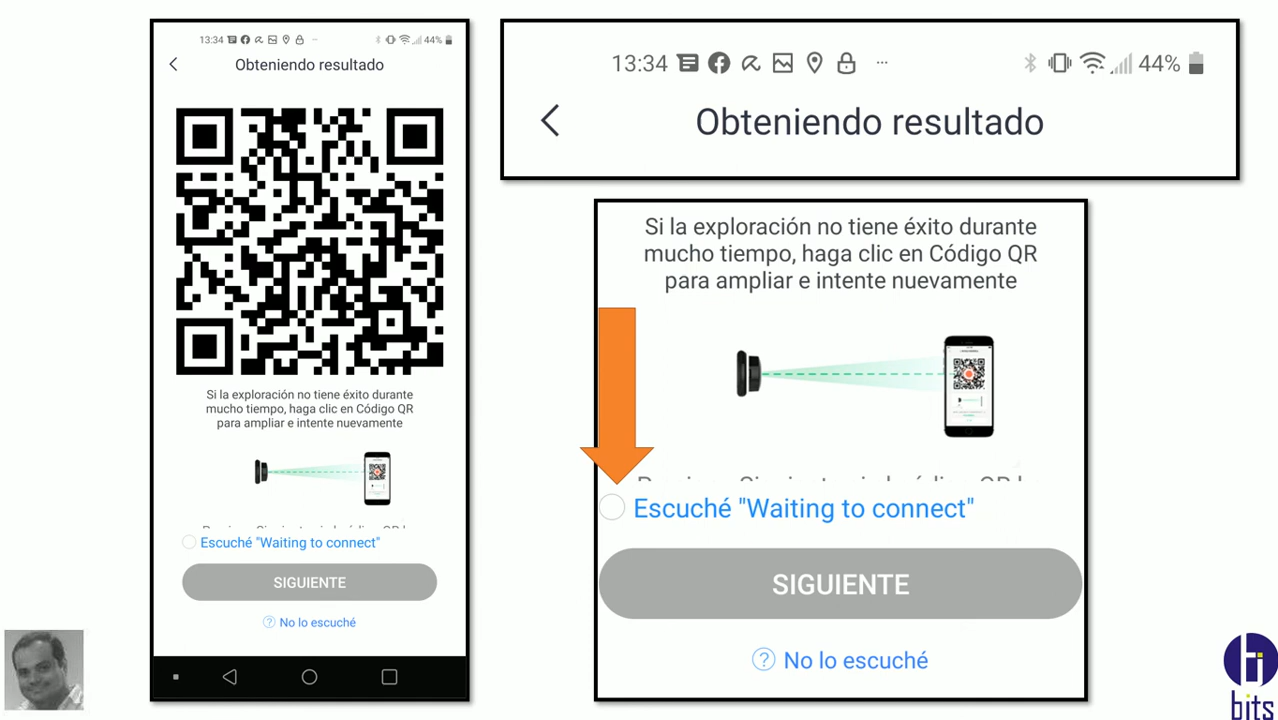 13:34
44%
Obteniendo resultado
Si la exploración no tiene éxito durante
mucho tiempo, haga clic en Código QR
para ampliar e intente nuevamente
Escuché "Waiting to connect"
SIGUIENTE
? No lo escuché
13:34 ··· 44%
Obteniendo resultado
Si la exploración no tiene éxito durante
mucho tiempo, haga clic en Código QR
para ampliar e intente nuevamente
Escuché "Waiting to connect"
SIGUIENTE
? No lo escuché
bits